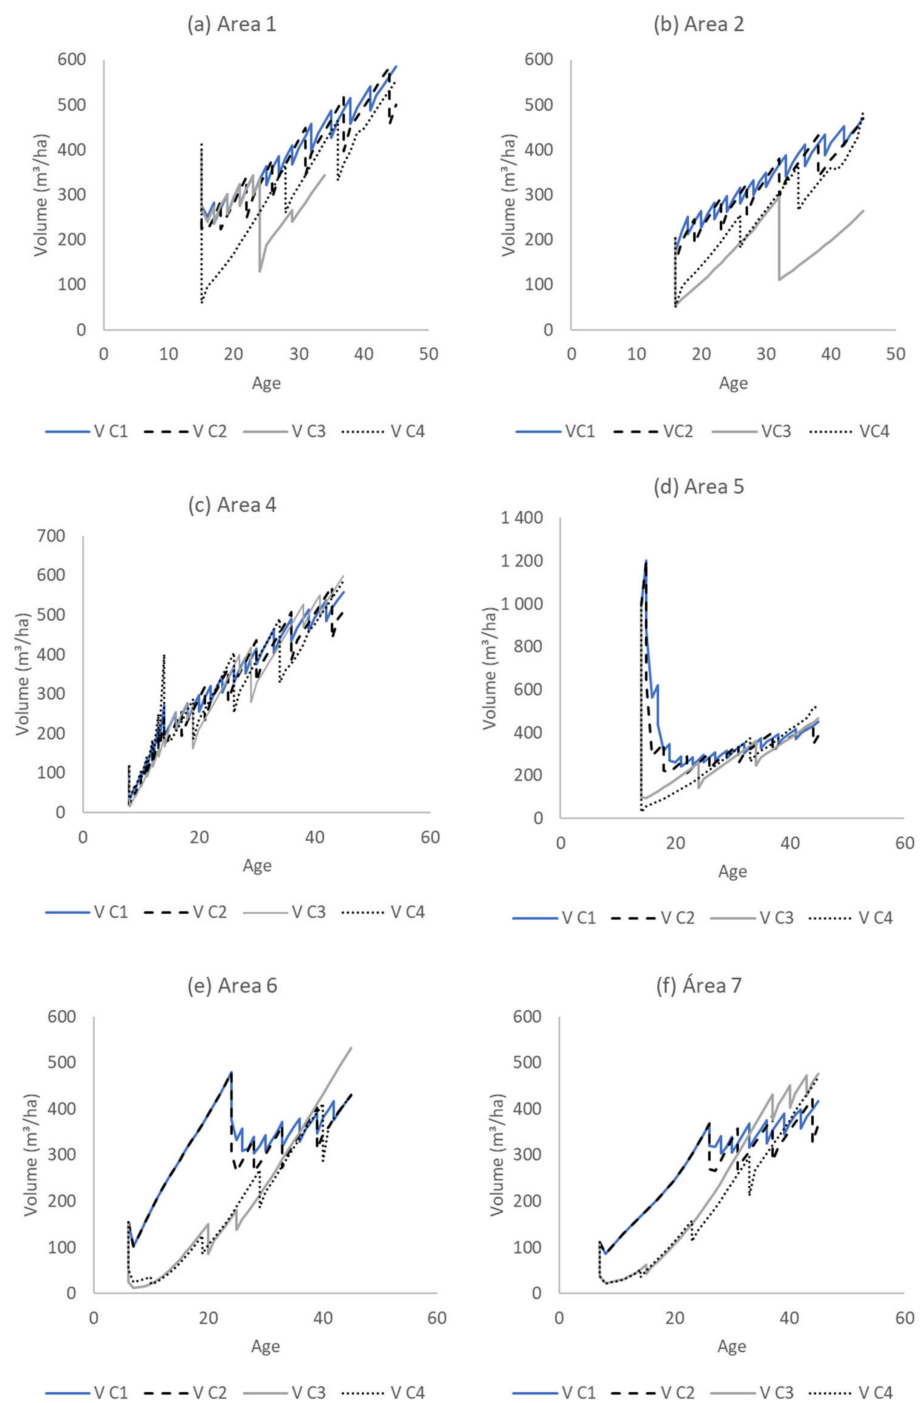 (a) Area 1
600
500
400
300
200
100
0
Volume (m³/ha)
0 10 20 30 40 50
Age
V C1 V C2 V C3 V C4
(b) Area 2
600
500
400
300
200
100
0
Volume (m³/ha)
0 10 20 30 40 50
Age
VC1 VC2 VC3 VC4
(c) Area 4
700
600
500
400
300
200
100
0
Volume (m³/ha)
0 20 40 60
Age
V C1 V C2 V C3 V C4
(d) Area 5
1 400
1 200
1 000
800
600
400
200
0
Volume (m³/ha)
0 20 40 60
Age
V C1 V C2 V C3 V C4
(e) Area 6
600
500
400
300
200
100
0
Volume (m³/ha)
0 20 40 60
Age
V C1 V C2 V C3 V C4
(f) Área 7
600
500
400
300
200
100
0
Volume (m³/ha)
0 20 40 60
Age
V C1 V C2 V C3 V C4